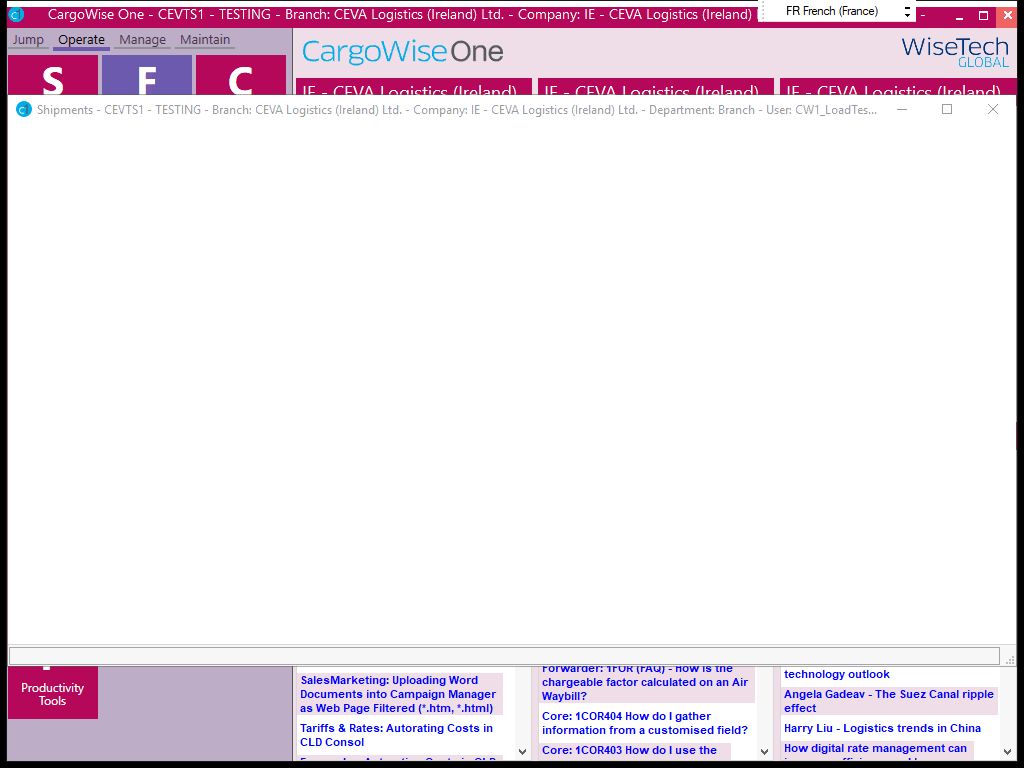 CargoWise One - CEVTS1 - TESTING - Branch: CEVA Logistics (Ireland) Ltd. - Company: IE - CEVA Logistics (Ireland)
FR French (France)
Jump Operate Manage Maintain
CargoWise One
WiseTech
GLOBAL
S F C
IE - CEVA Logistics (Ireland) IE - CEVA Logistics (Ireland) IE - CEVA Logistics (Ireland)
Shipments - CEVTS1 - TESTING - Branch: CEVA Logistics (Ireland) Ltd. - Company: IE - CEVA Logistics (Ireland) Ltd. - Department: Branch - User: CW1_LoadTes...
Productivity
Tools
SalesMarketing: Uploading Word
Documents into Campaign Manager
as Web Page Filtered (*.htm, *.html)
Tariffs & Rates: Autorating Costs in
CLD Consol
Forwarder: 1FOR (FAQ) - How is the
chargeable factor calculated on an Air
Waybill?
Core: 1COR404 How do I gather
information from a customised field?
Core: 1COR403 How do I use the
technology outlook
Angela Gadeav - The Suez Canal ripple
effect
Harry Liu - Logistics trends in China
How digital rate management can